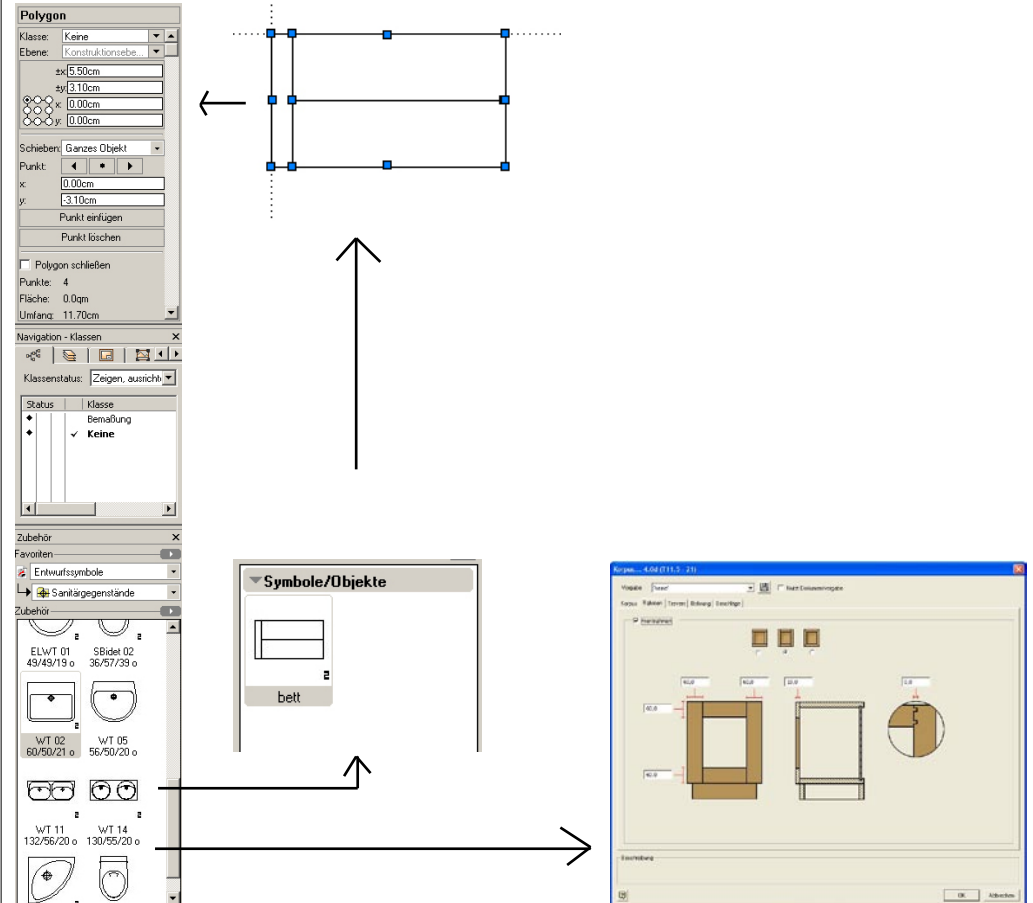 Polygon
Klasse: Keine
Ebene: Konstruktionsebe...
±x: 5.50cm
±y: 3.10cm
x: 0.00cm
y: 0.00cm
Schieben: Ganzes Objekt
Punkt:
x: 0.00cm
y: -3.10cm
Punkt einfügen
Punkt löschen
Polygon schließen
Punkte: 4
Fläche: 0.0qm
Umfang: 11.70cm
Navigation - Klassen
Klassenstatus: Zeigen, ausricht
Status Klasse
Bemaßung
Keine
Zubehör
Favoriten
Entwurfssymbole
Sanitärgegenstände
Zubehör
ELWT 01 SBidet 02
49/49/19 o 36/57/39 o
WT 02 WT 05
60/50/21 o 56/50/20 o
WT 11 WT 14
132/56/20 o 130/55/20 o
Symbole/Objekte
bett
Vorgabe
Korpus Rahmen
OK Abbrechen